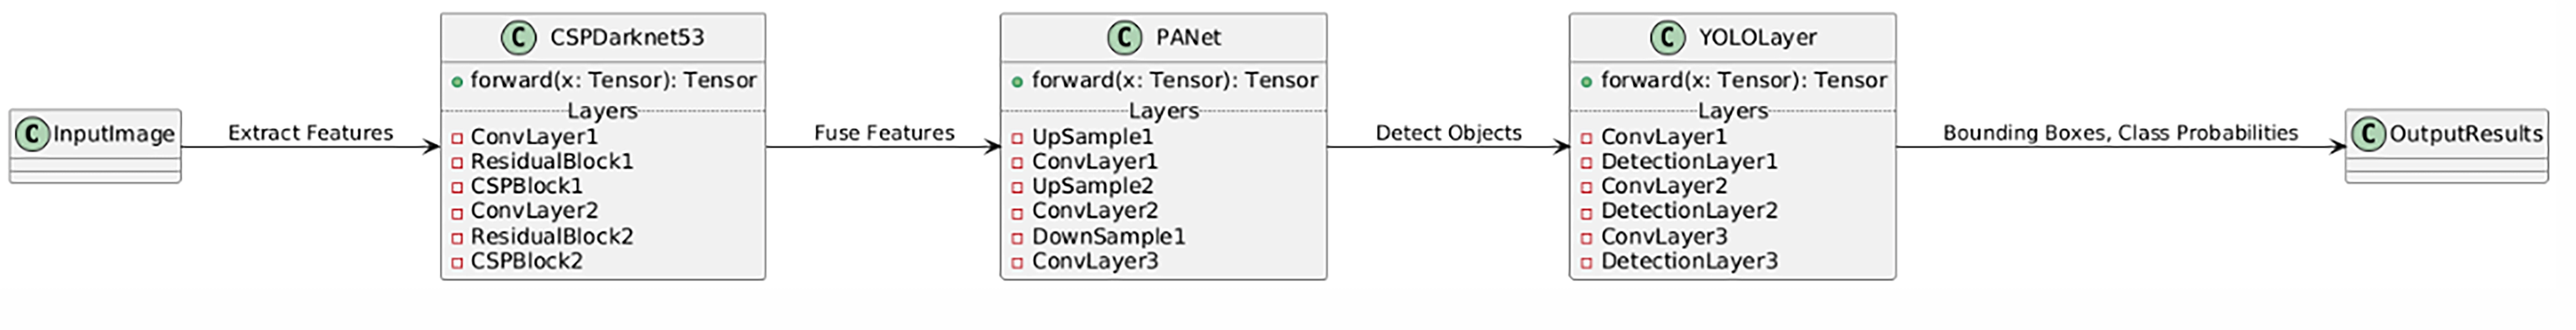 C InputImage
Extract Features
C CSPDarknet53
forward(x: Tensor): Tensor
Layers
ConvLayer1
ResidualBlock1
CSPBlock1
ConvLayer2
ResidualBlock2
CSPBlock2
Fuse Features
C PANet
forward(x: Tensor): Tensor
Layers
UpSample1
ConvLayer1
UpSample2
ConvLayer2
DownSample1
ConvLayer3
Detect Objects
C YOLOLayer
forward(x: Tensor): Tensor
Layers
ConvLayer1
DetectionLayer1
ConvLayer2
DetectionLayer2
ConvLayer3
DetectionLayer3
Bounding Boxes, Class Probabilities
C OutputResults